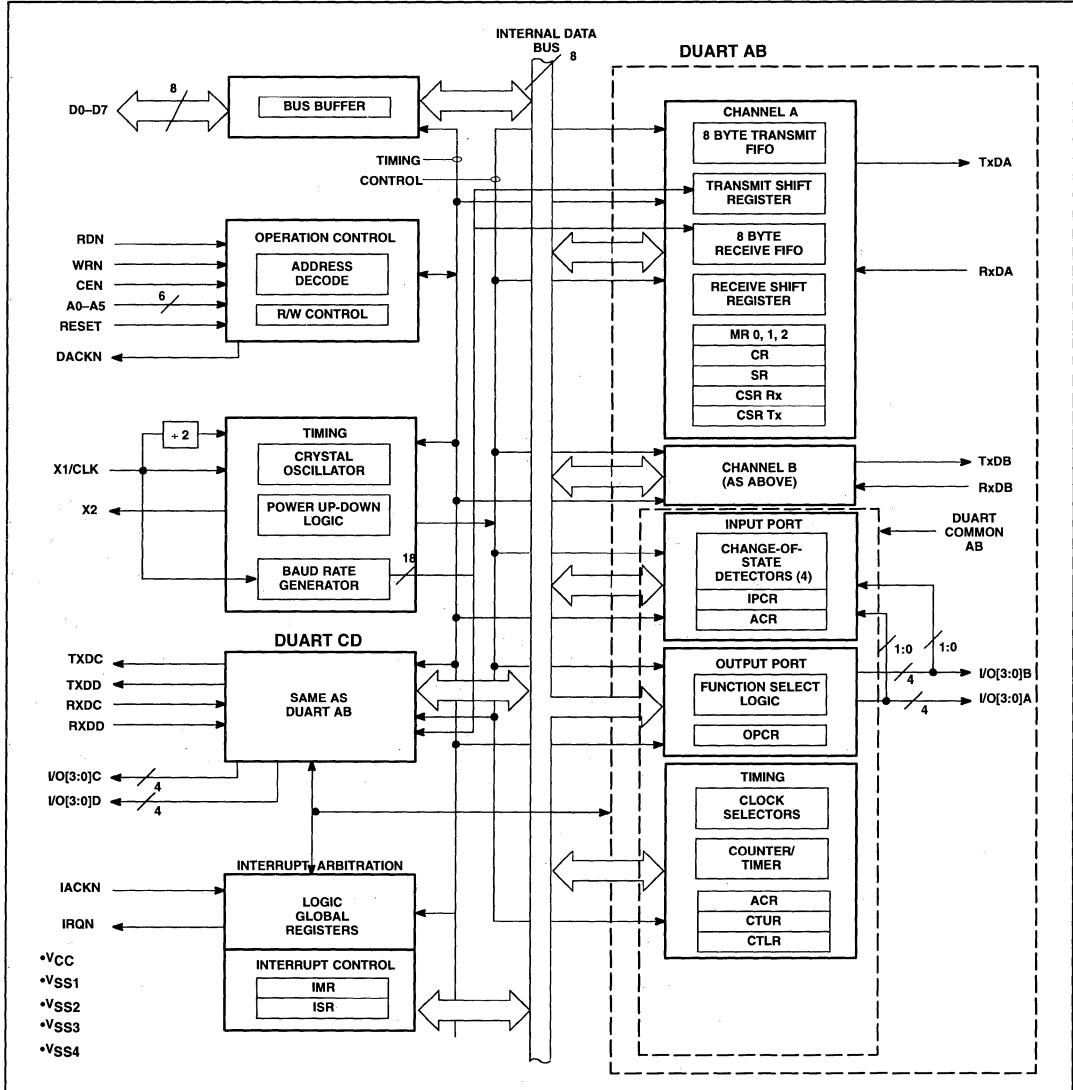 INTERNAL DATA
BUS
8
DUART AB
D0–D7
8
BUS BUFFER
TIMING
CONTROL
CHANNEL A
8 BYTE TRANSMIT
FIFO
TRANSMIT SHIFT
REGISTER
8 BYTE
RECEIVE FIFO
RECEIVE SHIFT
REGISTER
MR 0, 1, 2
CR
SR
CSR Rx
CSR Tx
TxDA
RxDA
RDN
WRN
CEN
A0–A5
6
RESET
DACKN
OPERATION CONTROL
ADDRESS
DECODE
R/W CONTROL
÷ 2
X1/CLK
X2
TIMING
CRYSTAL
OSCILLATOR
POWER UP-DOWN
LOGIC
BAUD RATE
GENERATOR
18
CHANNEL B
(AS ABOVE)
TxDB
RxDB
DUART
COMMON
AB
INPUT PORT
CHANGE-OF-
STATE
DETECTORS (4)
IPCR
ACR
1:0
1:0
OUTPUT PORT
FUNCTION SELECT
LOGIC
OPCR
4
I/O[3:0]B
4
I/O[3:0]A
DUART CD
TXDC
TXDD
RXDC
RXDD
SAME AS
DUART AB
I/O[3:0]C
4
I/O[3:0]D
4
TIMING
CLOCK
SELECTORS
COUNTER/
TIMER
ACR
CTUR
CTLR
INTERRUPT ARBITRATION
IACKN
IRQN
LOGIC
GLOBAL
REGISTERS
INTERRUPT CONTROL
IMR
ISR
•VCC
•VSS1
•VSS2
•VSS3
•VSS4